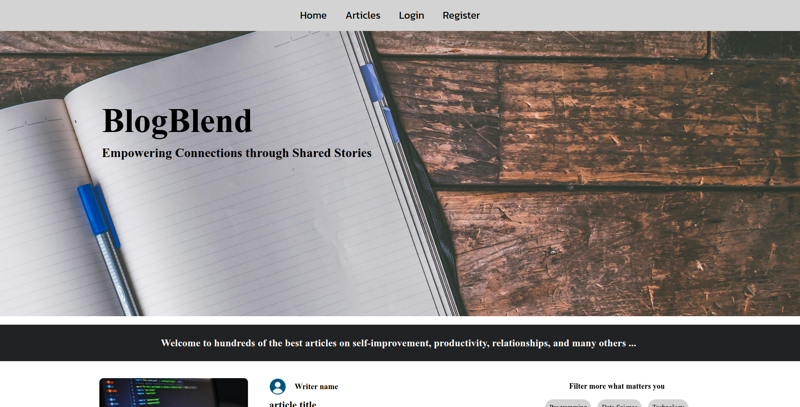 Home Articles Login Register
BlogBlend
Empowering Connections through Shared Stories
Welcome to hundreds of the best articles on self-improvement, productivity, relationships, and many others ...
Writer name
Filter more what matters you
article title
Programming Data Science Technology